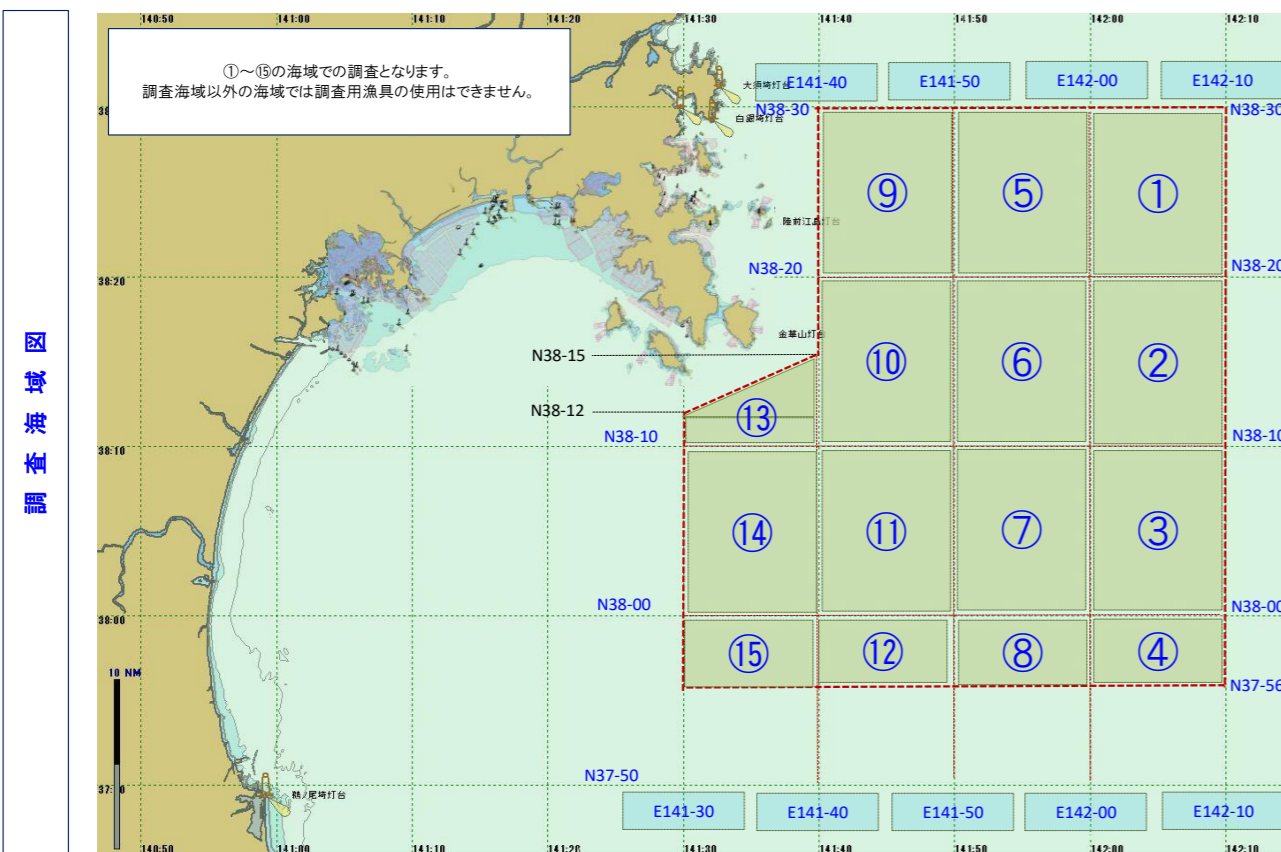 調査海域図
140:50 141:00 141:10 141:20 141:30 141:40 141:50 142:00 142:10
①～⑮の海域での調査となります。
調査海域以外の海域では調査用漁具の使用はできません。
E141-40 E141-50 E142-00 E142-10
大須埼灯台
N38-30 N38-30
白銀埼灯台
⑨ ⑤ ①
陸前江島灯台
N38-20 N38-20
38:20
金華山灯台
N38-15
⑩ ⑥ ②
N38-12
⑬
N38-10 N38-10
38:10
⑭ ⑪ ⑦ ③
N38-00 N38-00
38:00
⑮ ⑫ ⑧ ④
10 NM
N37-56
N37-50
鵜ノ尾埼灯台
E141-30 E141-40 E141-50 E142-00 E142-10
140:50 141:00 141:10 141:20 141:30 141:40 141:50 142:00 142:10